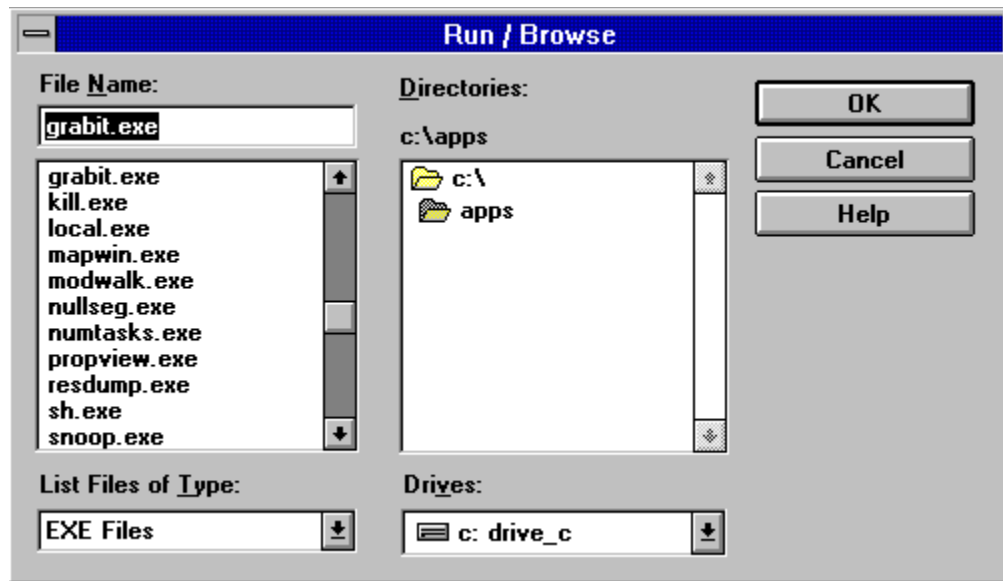 Run / Browse
File Name:
grabit.exe
grabit.exe
kill.exe
local.exe
mapwin.exe
modwalk.exe
nullseg.exe
numtasks.exe
propview.exe
resdump.exe
sh.exe
snoop.exe
List Files of Type:
EXE Files
Directories:
c:\apps
c:\
apps
Drives:
c: drive_c
OK
Cancel
Help